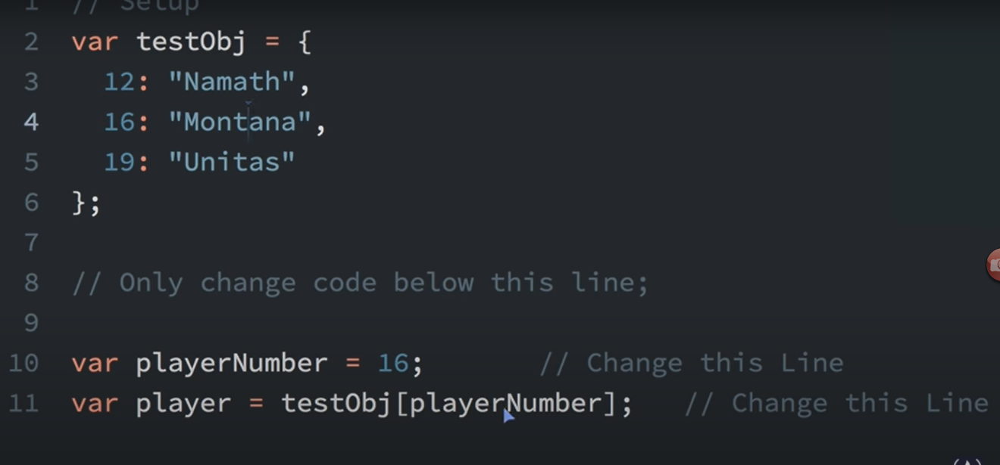 1 // Setup
2 var testObj = {
3 12: "Namath",
4 16: "Montana",
5 19: "Unitas"
6 };
7
8 // Only change code below this line;
9
10 var playerNumber = 16; // Change this Line
11 var player = testObj[playerNumber]; // Change this Line